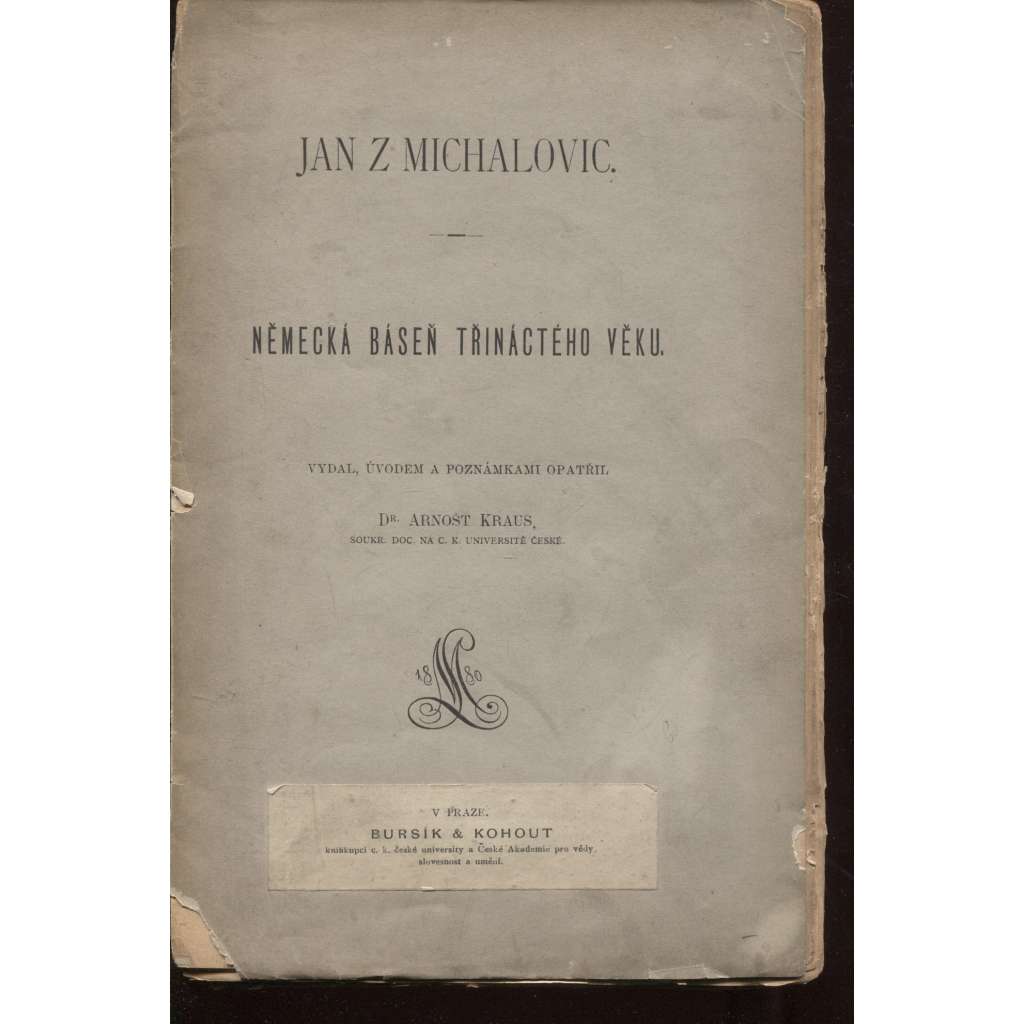 JAN Z MICHALOVIC.
NĚMECKÁ BÁSEŇ TŘINÁCTÉHO VĚKU.
VYDAL, ÚVODEM A POZNÁMKAMI OPATŘIL
DR. ARNOŠT KRAUS,
SOUKR. DOC. NA C. K. UNIVERSITĚ ČESKÉ.
18 80
V PRAZE.
BURSÍK & KOHOUT
knihkupci c. k. české university a České Akademie pro vědy,
slovesnost a umění.